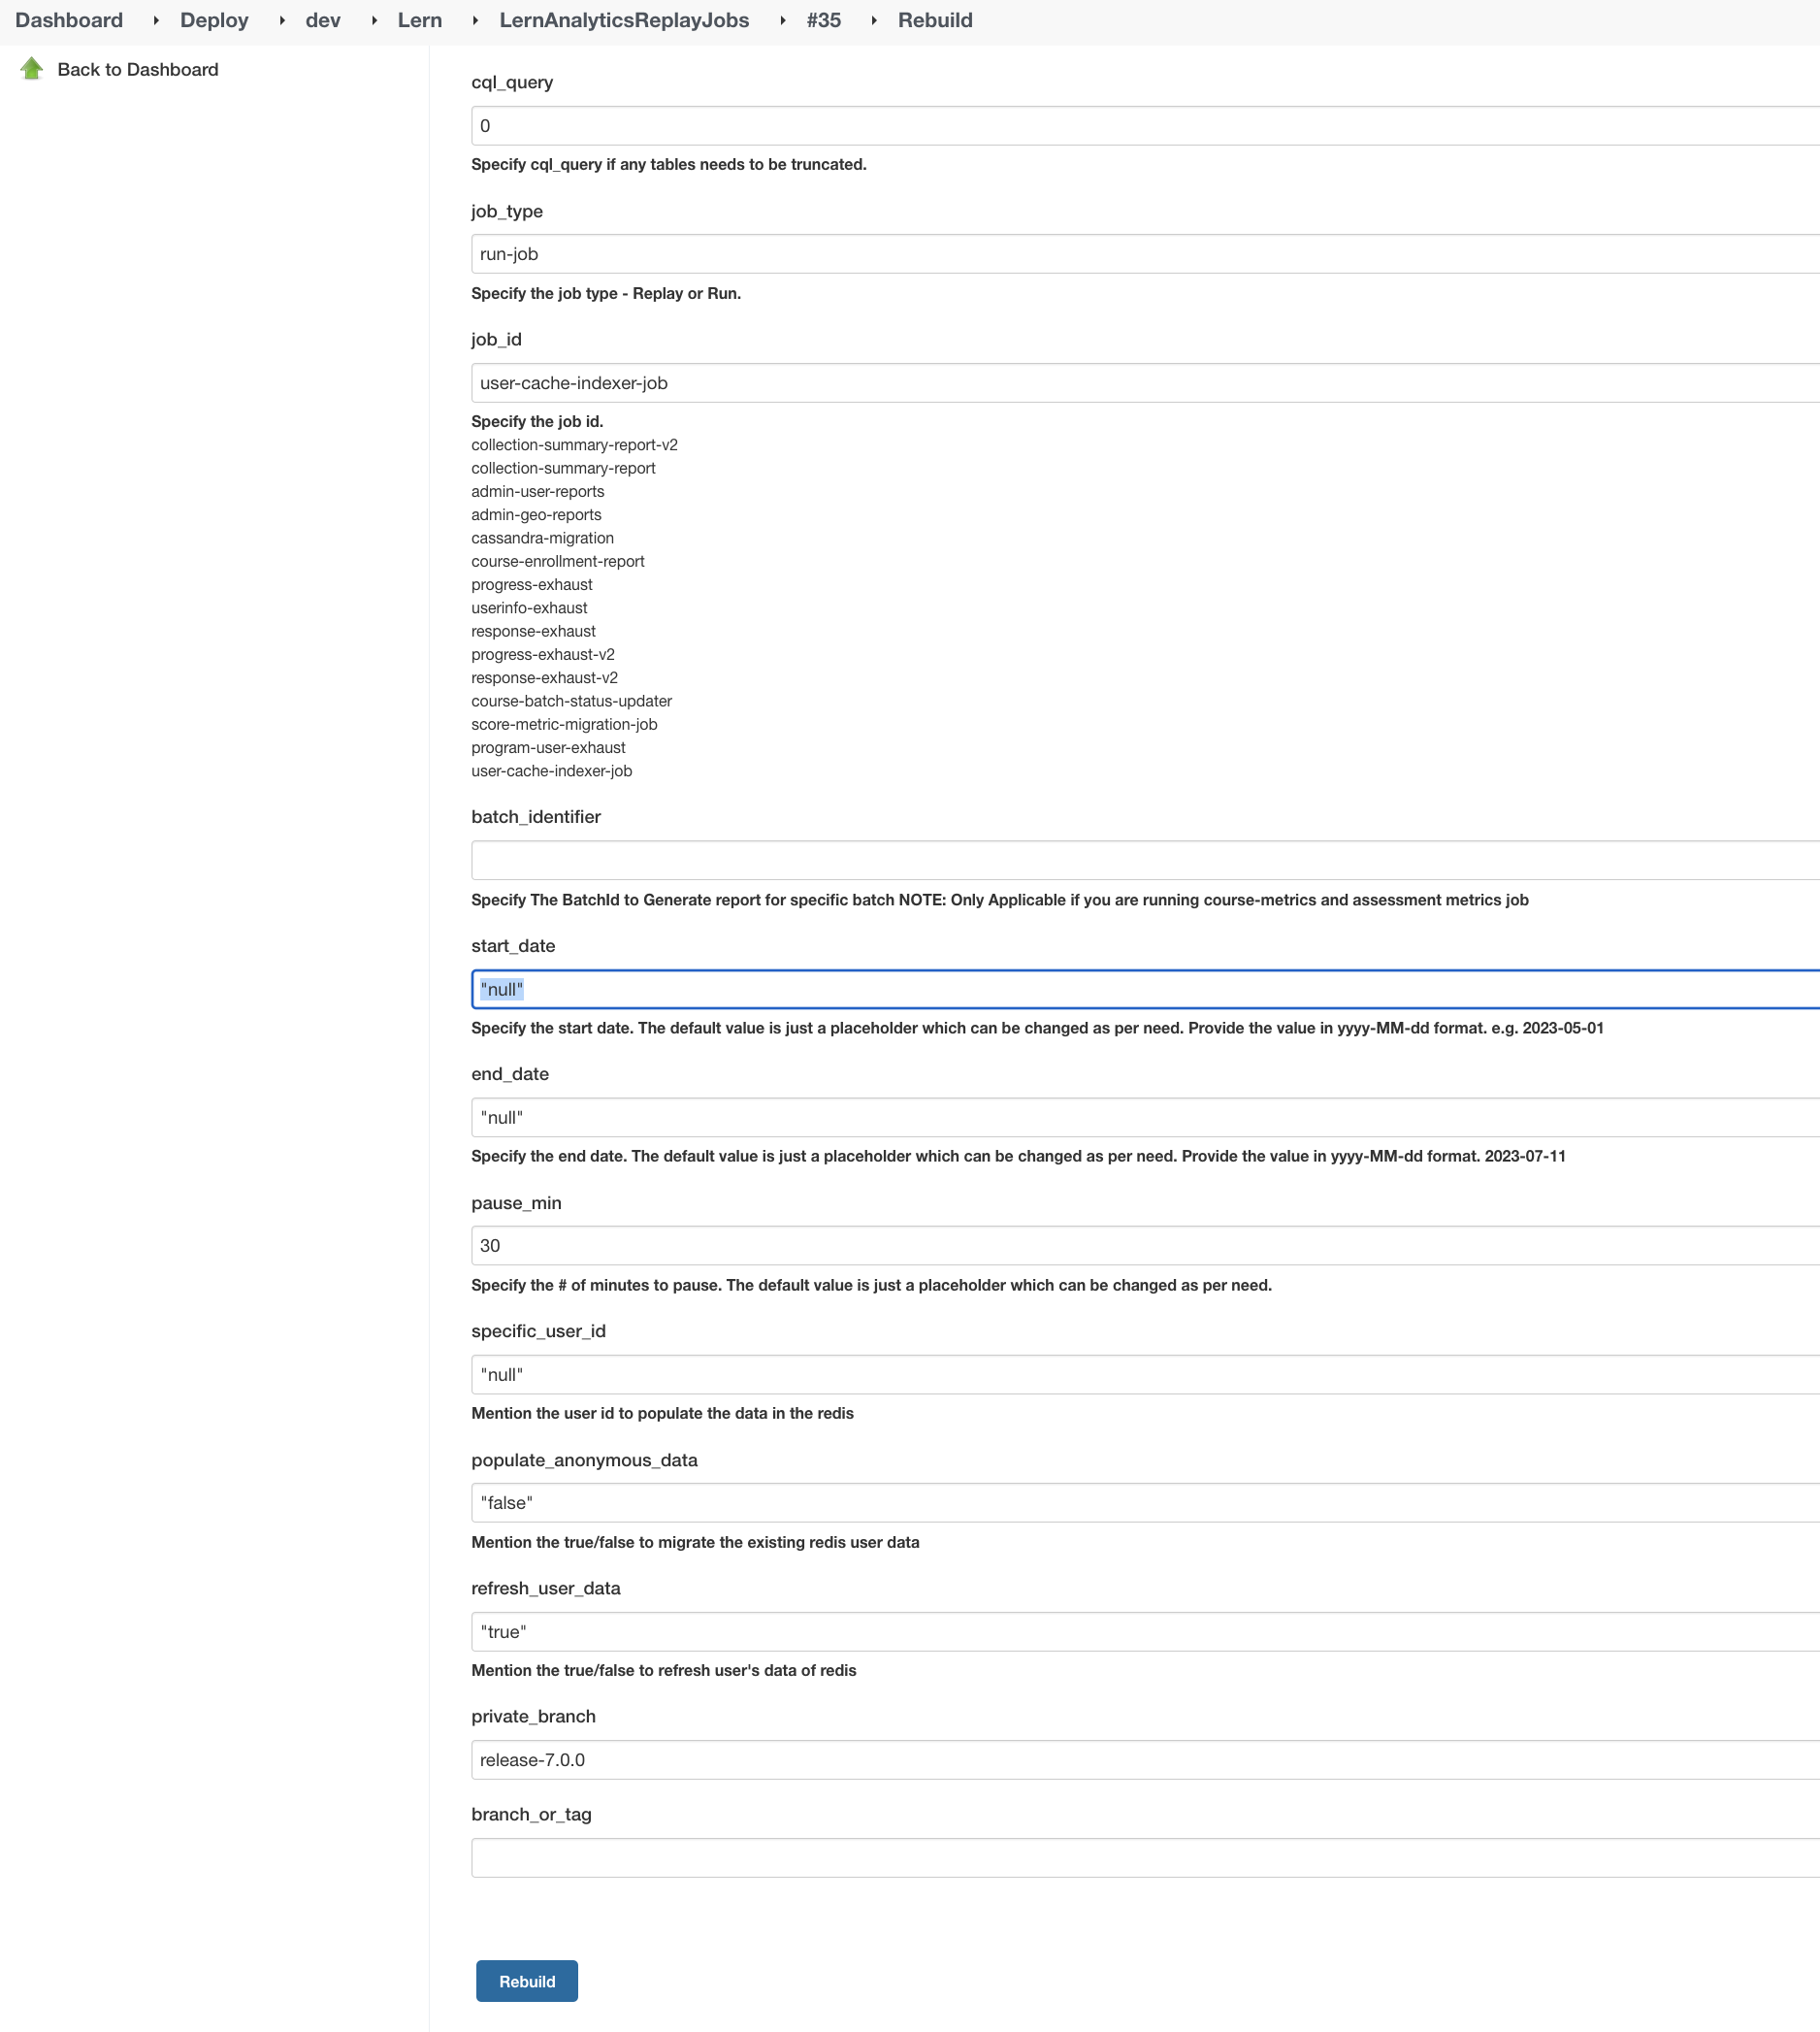 Dashboard Deploy dev Lern LernAnalyticsReplayJobs #35 Rebuild
Back to Dashboard
cql_query
0
Specify cql_query if any tables needs to be truncated.
job_type
run-job
Specify the job type - Replay or Run.
job_id
user-cache-indexer-job
Specify the job id.
collection-summary-report-v2
collection-summary-report
admin-user-reports
admin-geo-reports
cassandra-migration
course-enrollment-report
progress-exhaust
userinfo-exhaust
response-exhaust
progress-exhaust-v2
response-exhaust-v2
course-batch-status-updater
score-metric-migration-job
program-user-exhaust
user-cache-indexer-job
batch_identifier
Specify The BatchId to Generate report for specific batch NOTE: Only Applicable if you are running course-metrics and assessment metrics job
start_date
"null"
Specify the start date. The default value is just a placeholder which can be changed as per need. Provide the value in yyyy-MM-dd format. e.g. 2023-05-01
end_date
"null"
Specify the end date. The default value is just a placeholder which can be changed as per need. Provide the value in yyyy-MM-dd format. 2023-07-11
pause_min
30
Specify the # of minutes to pause. The default value is just a placeholder which can be changed as per need.
specific_user_id
"null"
Mention the user id to populate the data in the redis
populate_anonymous_data
"false"
Mention the true/false to migrate the existing redis user data
refresh_user_data
"true"
Mention the true/false to refresh user's data of redis
private_branch
release-7.0.0
branch_or_tag
Rebuild